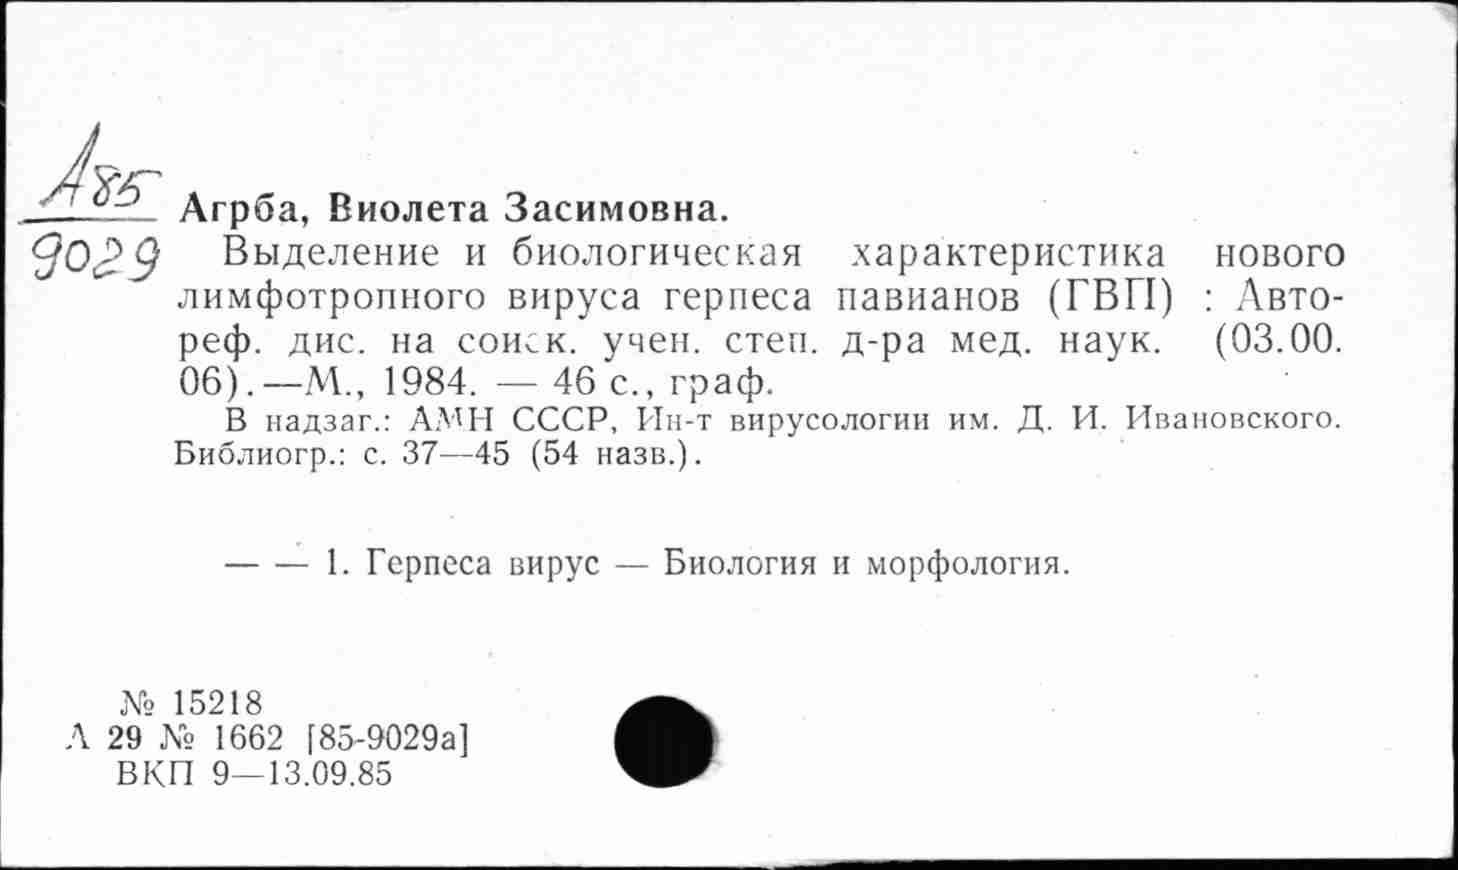 А85
9029
Агрба, Виолета Засимовна.
Выделение и биологическая характеристика нового
лимфотропного вируса герпеса павианов (ГВП) : Авто-
реф. дис. на соиск. учен. степ. д-ра мед. наук. (03.00.
06).—М., 1984. — 46 с., граф.
В надзаг.: АМН СССР, Ин-т вирусологии им. Д. И. Ивановского.
Библиогр.: с. 37—45 (54 назв.).
— — 1. Герпеса вирус — Биология и морфология.
№ 15218
Л 29 № 1662 [85-9029а]
ВКП 9—13.09.85